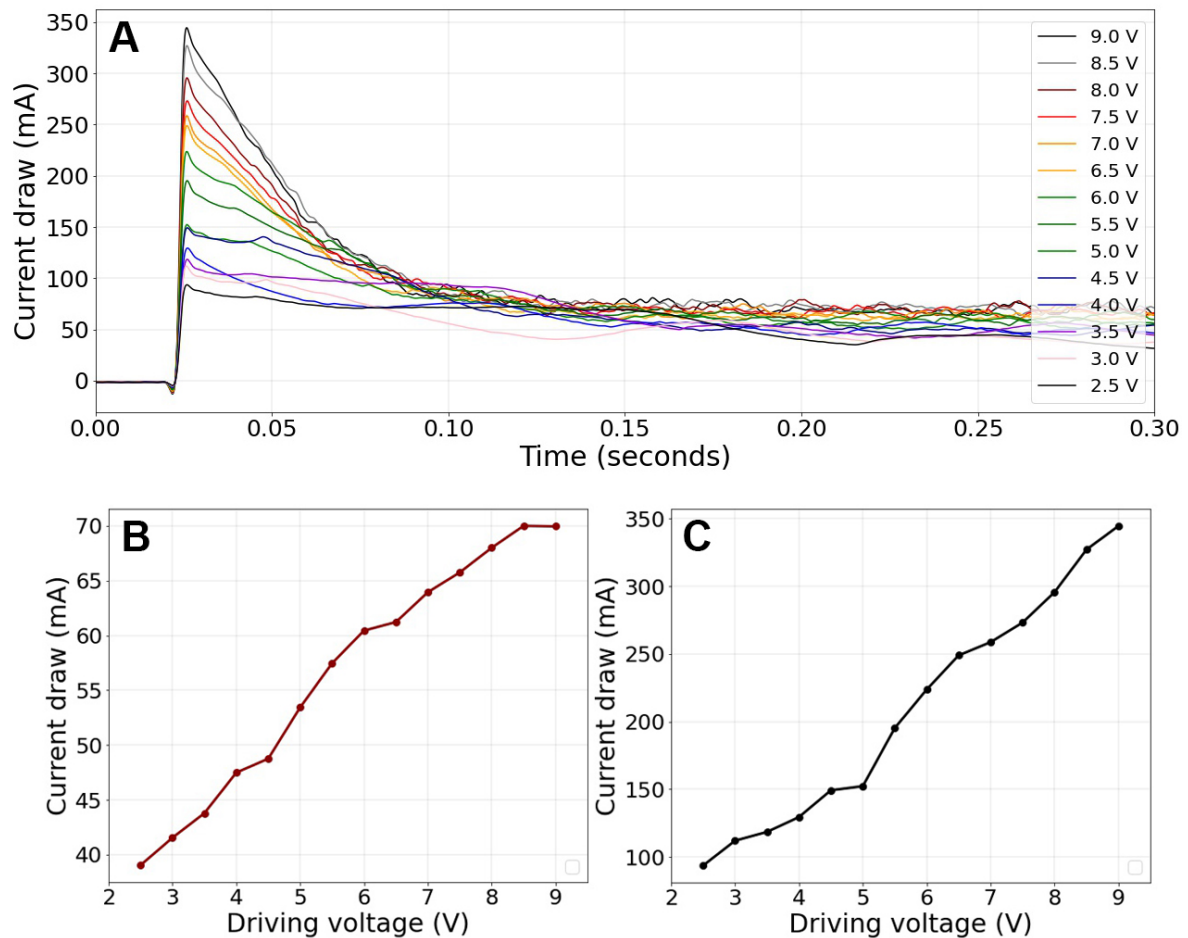 A
350
300
250
200
150
100
50
0
Current draw (mA)
9.0 V
8.5 V
8.0 V
7.5 V
7.0 V
6.5 V
6.0 V
5.5 V
5.0 V
4.5 V
4.0 V
3.5 V
3.0 V
2.5 V
0.00 0.05 0.10 0.15 0.20 0.25 0.30
Time (seconds)
B
70
65
60
55
50
45
40
Current draw (mA)
2 3 4 5 6 7 8 9
Driving voltage (V)
C
350
300
250
200
150
100
Current draw (mA)
2 3 4 5 6 7 8 9
Driving voltage (V)